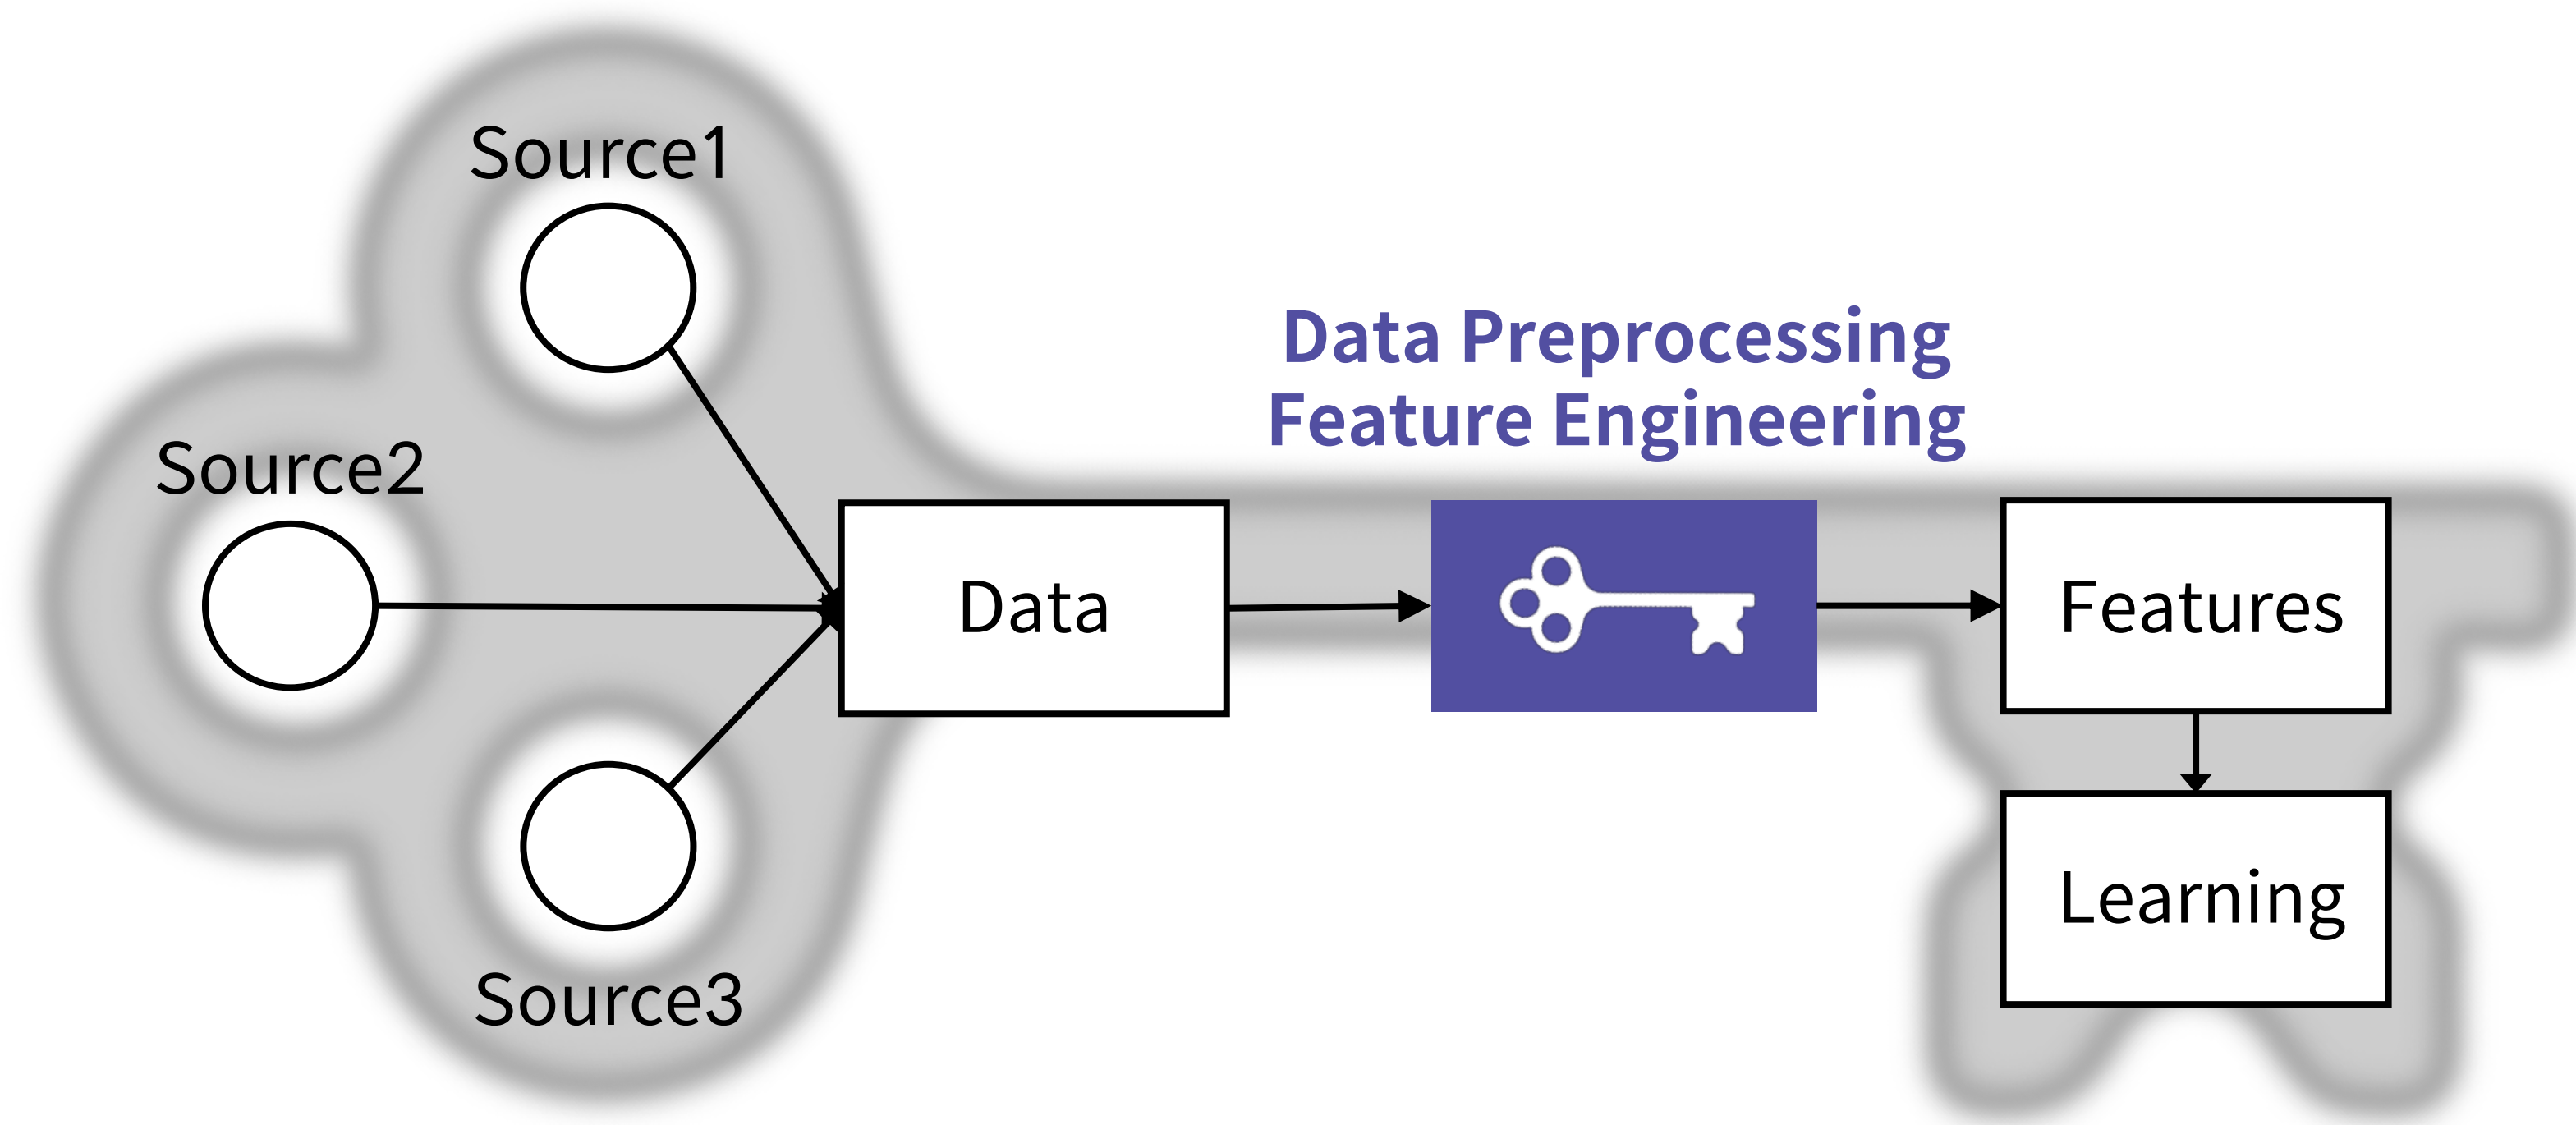 Source1
Source2
Source3
Data
Data Preprocessing
Feature Engineering
Features
Learning